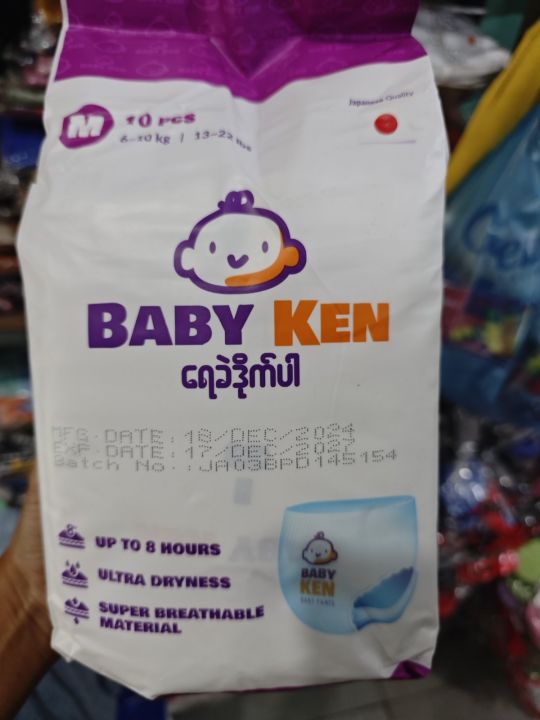 M
10 PCS
6-10 kg | 13-22 lbs
Japanese Quality
BABY KEN
ရေခဲဒိုက်ပါ
MFG. DATE: 18/DEC/2024
EXP. DATE: 17/DEC/
Batch No.: JA03BPD145154
UP TO 8 HOURS
ULTRA DRYNESS
SUPER BREATHABLE
MATERIAL
BABY
KEN
BABY PANTS